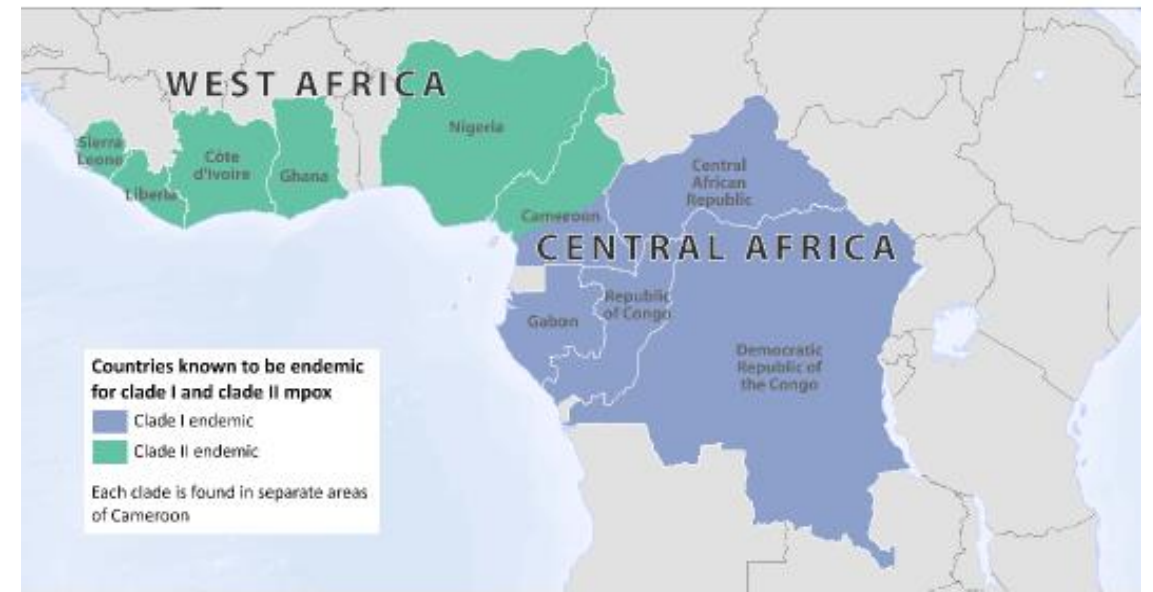 WEST AFRICA
Nigeria
Sierra
Leone
Côte
d'Ivoire
Ghana
Liberia
Central
African
Republic
Cameroon
CENTRAL AFRICA
Republic
of Congo
Gabon
Democratic
Republic of
the Congo
Countries known to be endemic
for clade I and clade II mpox
Clade I endemic
Clade II endemic
Each clade is found in separate areas
of Cameroon